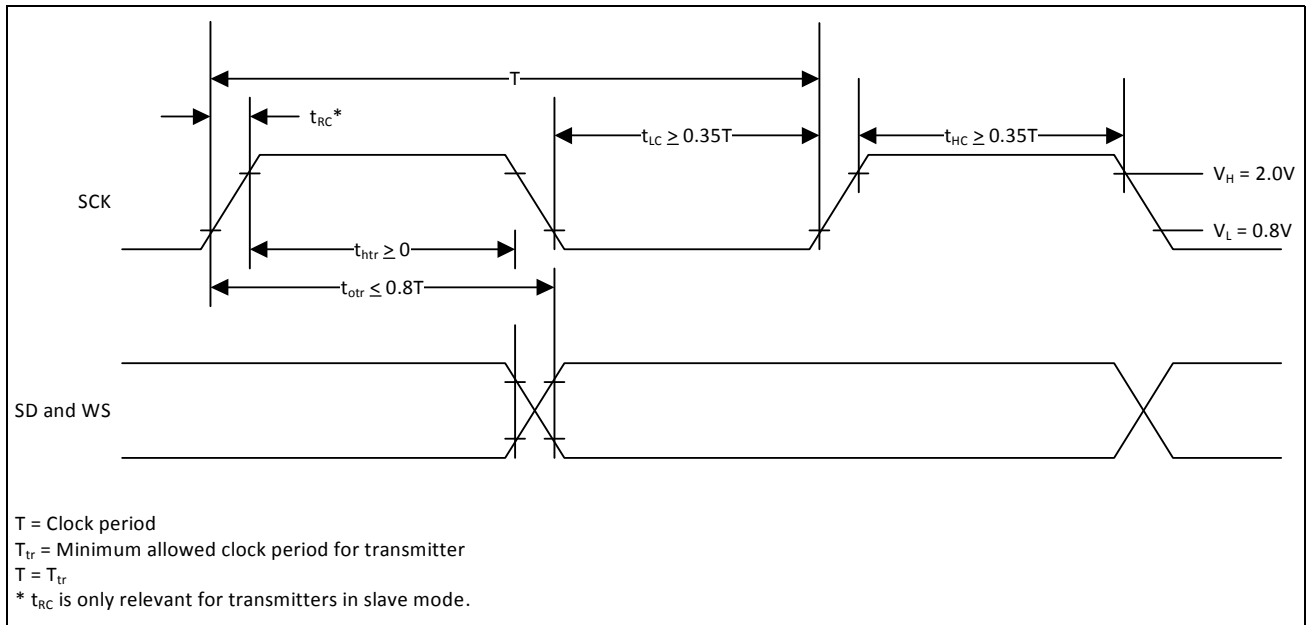 T
t_RC*
t_LC ≥ 0.35T
t_HC ≥ 0.35T
V_H = 2.0V
SCK
V_L = 0.8V
t_htr ≥ 0
t_otr ≤ 0.8T
SD and WS
T = Clock period
T_tr = Minimum allowed clock period for transmitter
T = T_tr
* t_RC is only relevant for transmitters in slave mode.